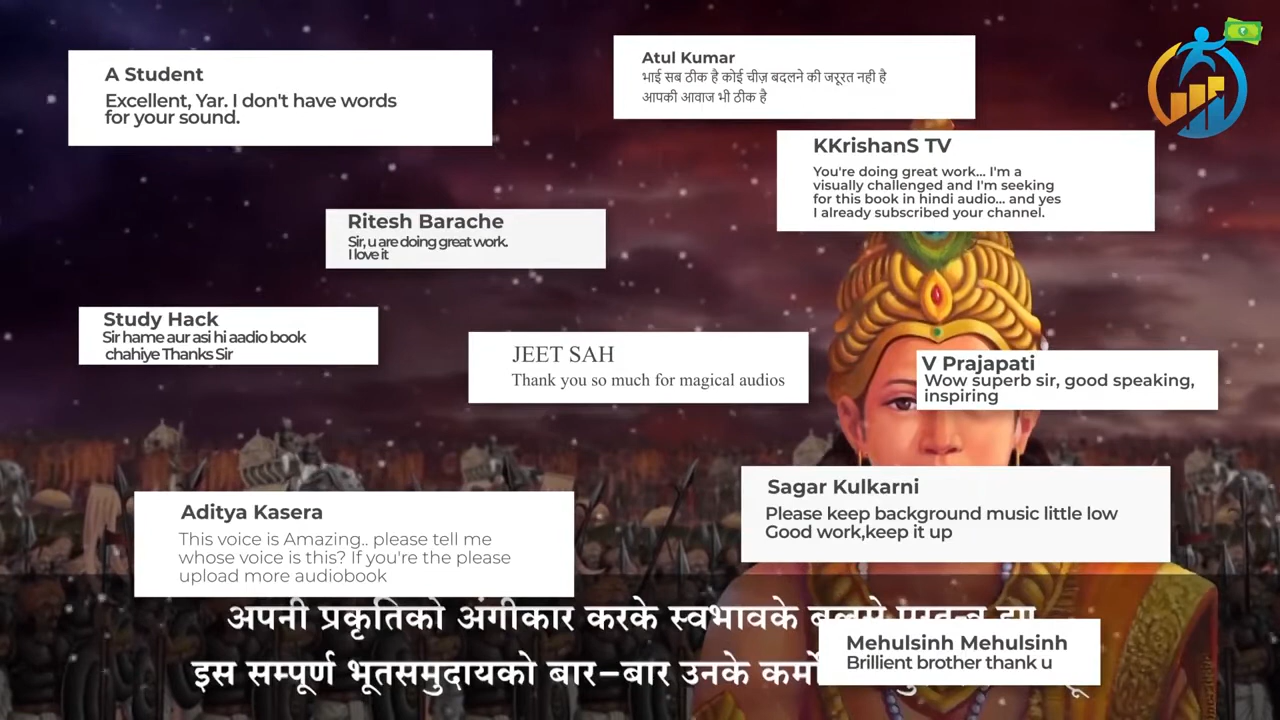 A Student
Excellent, Yar. I don't have words
for your sound.
Atul Kumar
भाई सब ठीक है कोई चीज़ बदलने की जरूरत नही है
आपकी आवाज भी ठीक है
KKrishanS TV
You're doing great work... I'm a
visually challenged and I'm seeking
for this book in hindi audio... and yes
I already subscribed your channel.
Ritesh Barache
Sir, u are doing great work.
I love it
Study Hack
Sir hame aur asi hi aadio book
chahiye Thanks Sir
JEET SAH
Thank you so much for magical audios
V Prajapati
Wow superb sir, good speaking,
inspiring
Sagar Kulkarni
Please keep background music little low
Good work,keep it up
Aditya Kasera
This voice is Amazing.. please tell me
whose voice is this? If you're the please
upload more audiobook
अपनी प्रकृतिको अंगीकार करके स्वभावके
इस सम्पूर्ण भूतसमुदायको बार-बार उनके
Mehulsinh Mehulsinh
Brillient brother thank u